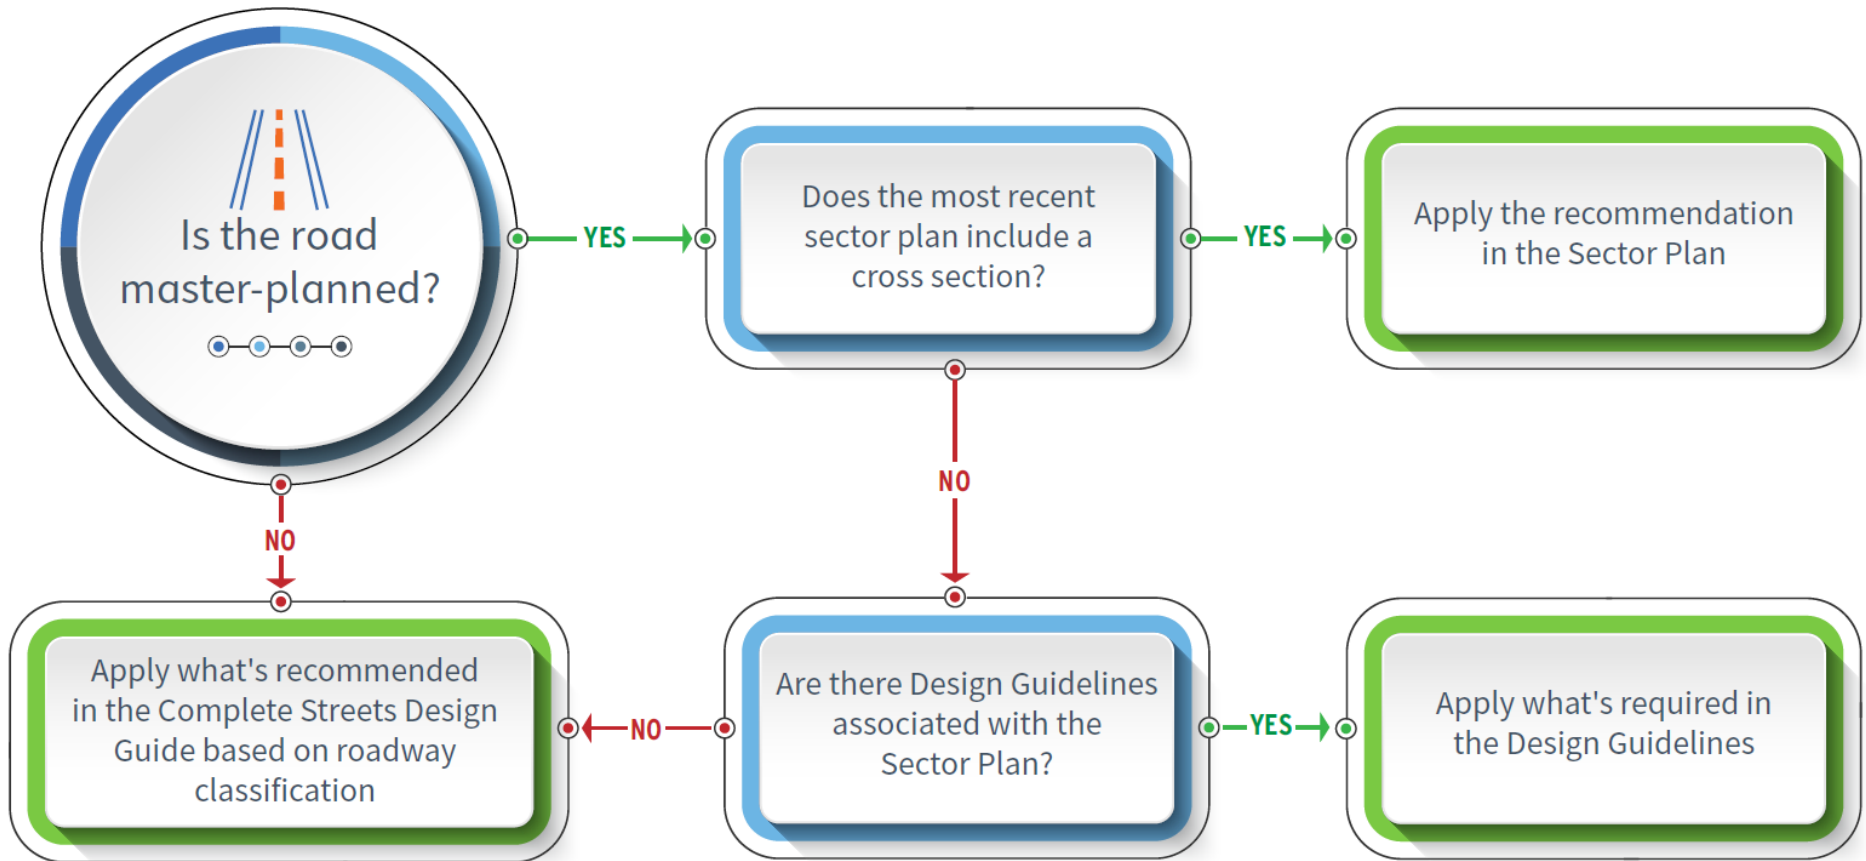 Is the road
master-planned?
YES
Does the most recent
sector plan include a
cross section?
YES
Apply the recommendation
in the Sector Plan
NO
NO
Apply what's recommended
in the Complete Streets Design
Guide based on roadway
classification
NO
Are there Design Guidelines
associated with the
Sector Plan?
YES
Apply what's required in
the Design Guidelines